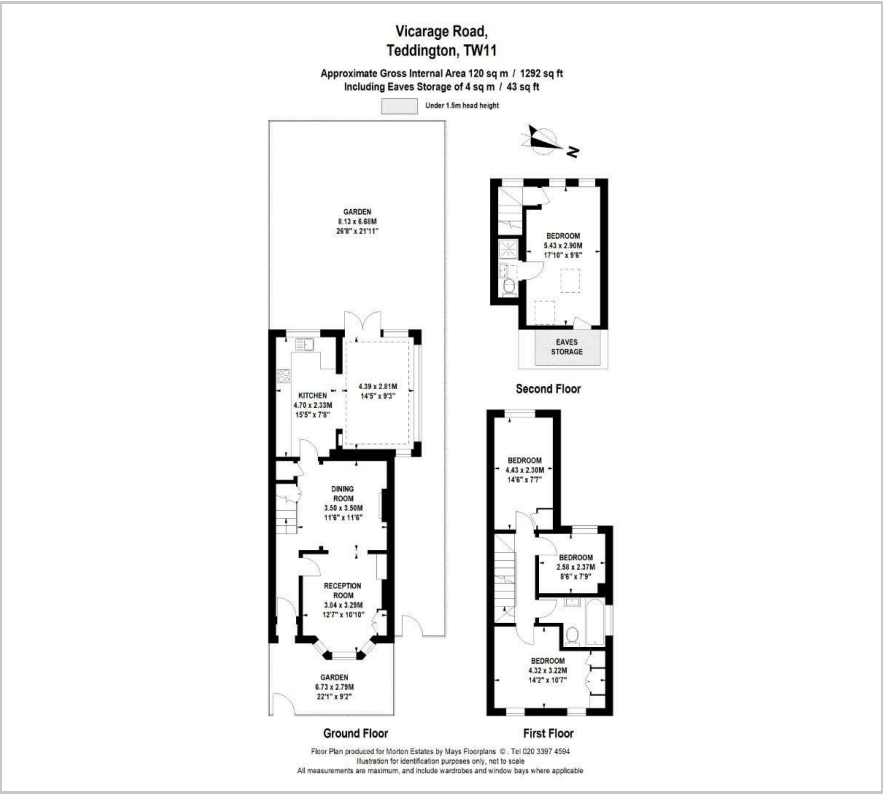 Vicarage Road,
Teddington, TW11
Approximate Gross Internal Area 120 sq m / 1292 sq ft
Including Eaves Storage of 4 sq m / 43 sq ft
Under 1.5m head height
N
GARDEN
8.13 x 6.68M
26'8" x 21'11"
BEDROOM
5.43 x 2.90M
17'10" x 9'6"
EAVES
STORAGE
Second Floor
KITCHEN
4.70 x 2.33M
15'5" x 7'8"
4.39 x 2.81M
14'5" x 9'3"
DINING
ROOM
3.50 x 3.50M
11'6" x 11'6"
RECEPTION
ROOM
3.84 x 3.29M
12'7" x 10'10"
GARDEN
6.73 x 2.79M
22'1" x 9'2"
Ground Floor
BEDROOM
4.43 x 2.30M
14'6" x 7'7"
BEDROOM
2.58 x 2.37M
8'6" x 7'9"
BEDROOM
4.32 x 3.22M
14'2" x 10'7"
First Floor
Floor Plan produced for Morton Estates by Mays Floorplans © . Tel 020 3397 4594
Illustration for identification purposes only, not to scale
All measurements are maximum, and include wardrobes and window bays where applicable